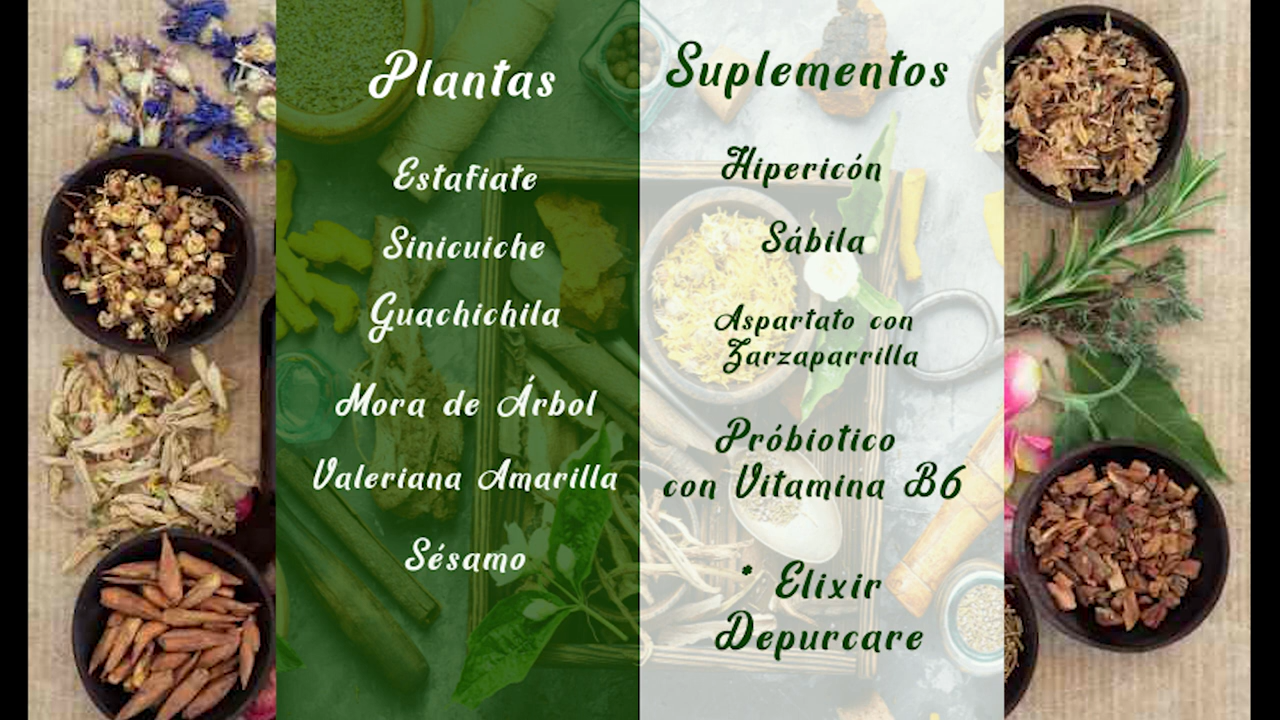 Plantas
Estafiate
Sinicuiche
Guachichila
Mora de Árbol
Valeriana Amarilla
Sésamo
Suplementos
Hipericón
Sábila
Aspartato con
Zarzaparrilla
Próbiotico
con Vitamina B6
* Elixir
Depurcare